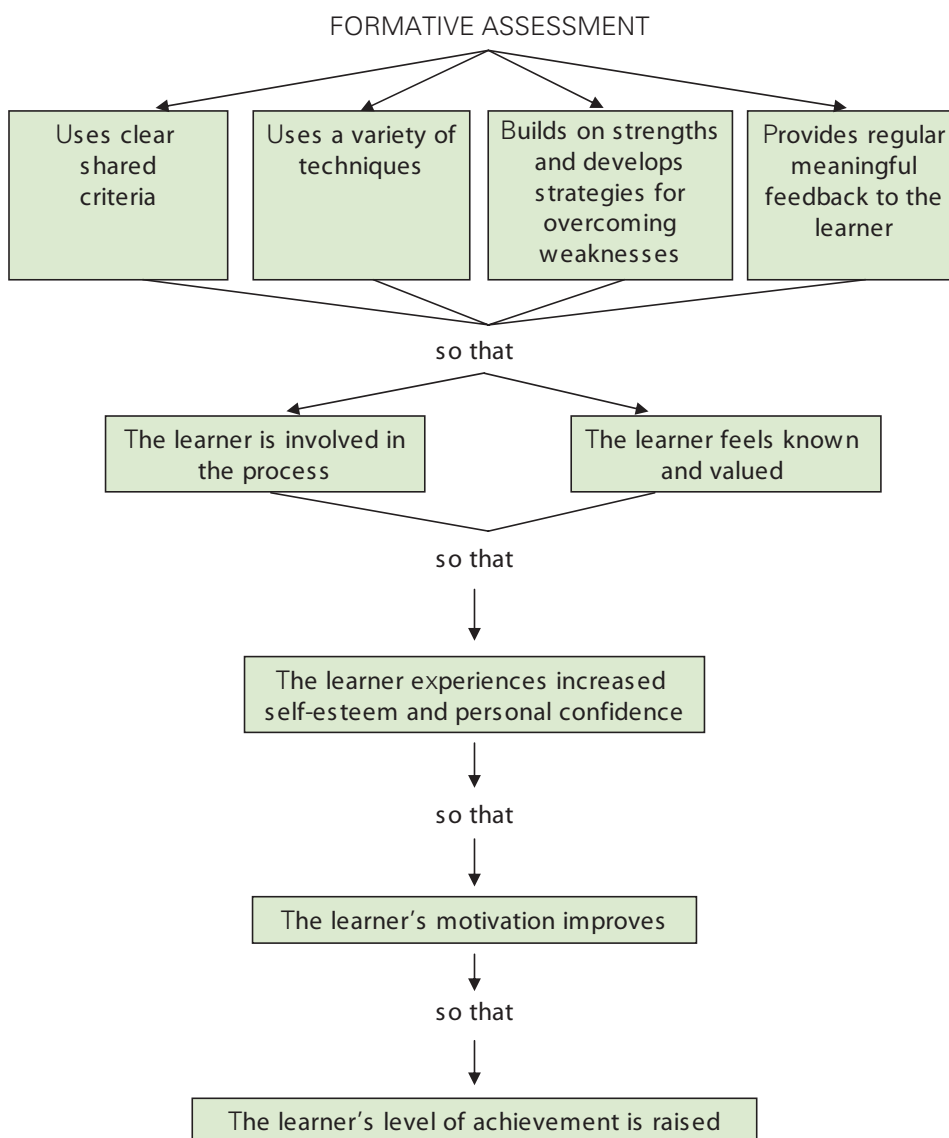 FORMATIVE ASSESSMENT
Uses clear
shared
criteria
Uses a variety of
techniques
Builds on strengths
and develops
strategies for
overcoming
weaknesses
Provides regular
meaningful
feedback to the
learner
so that
The learner is involved in
the process
The learner feels known
and valued
so that
The learner experiences increased
self-esteem and personal confidence
so that
The learner’s motivation improves
so that
The learner’s level of achievement is raised